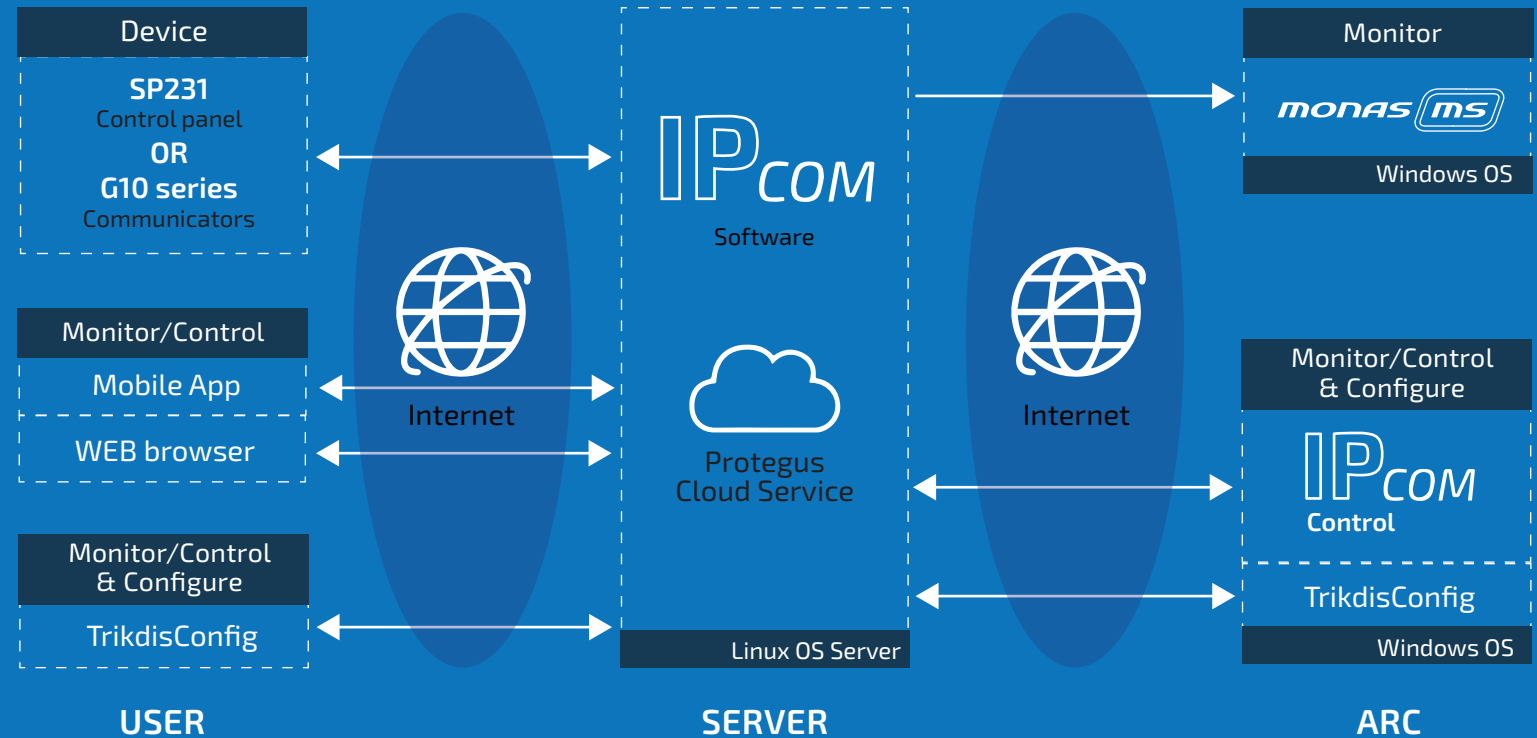 Device
SP231
Control panel
OR
G10 series
Communicators
Monitor/Control
Mobile App
WEB browser
Monitor/Control
& Configure
TrikdisConfig
USER
Internet
IPCOM
Software
Protegus
Cloud Service
Linux OS Server
SERVER
Internet
Monitor
monas ms
Windows OS
Monitor/Control
& Configure
IPCOM
Control
TrikdisConfig
Windows OS
ARC